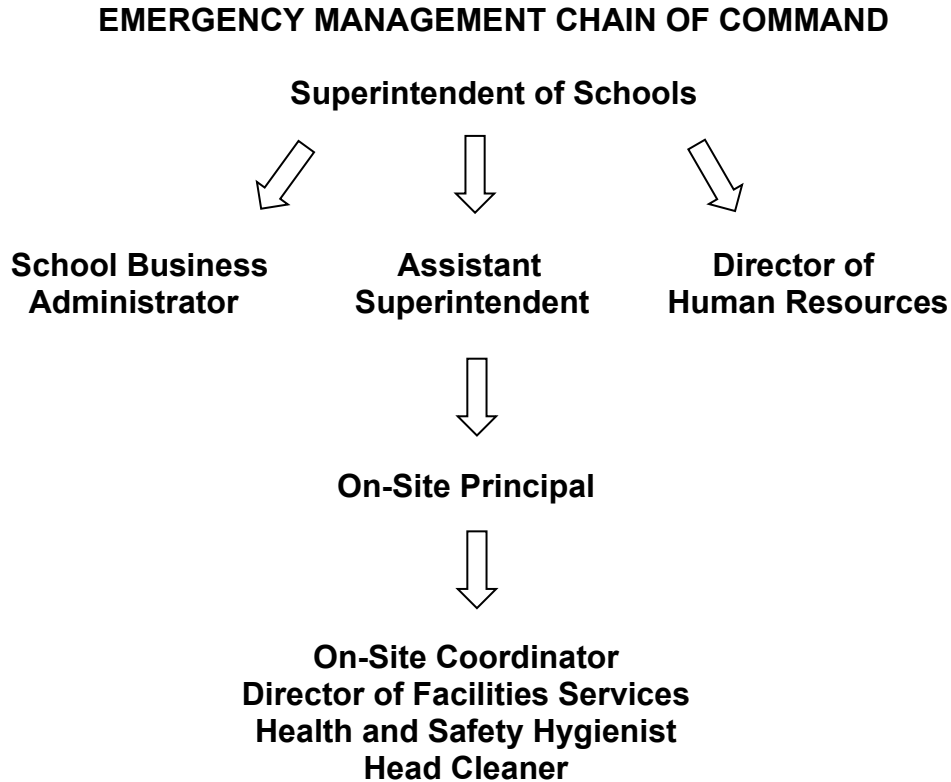 EMERGENCY MANAGEMENT CHAIN OF COMMAND
Superintendent of Schools
School Business
Administrator
Assistant
Superintendent
Director of
Human Resources
On-Site Principal
On-Site Coordinator
Director of Facilities Services
Health and Safety Hygienist
Head Cleaner